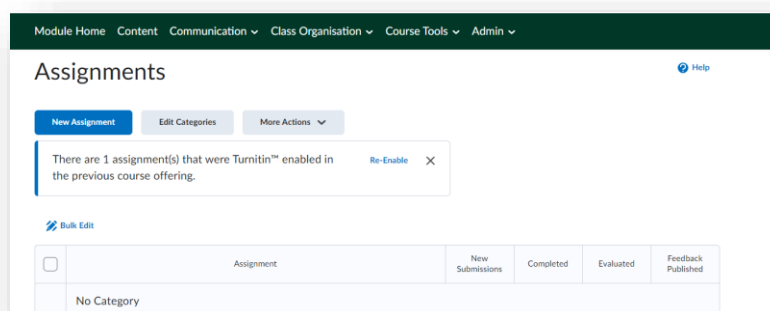 Module Home Content Communication Class Organisation Course Tools Admin
Assignments
Help
New Assignment Edit Categories More Actions
There are 1 assignment(s) that were Turnitin™ enabled in Re-Enable
the previous course offering.
Bulk Edit
Assignment New Submissions Completed Evaluated Feedback Published
No Category